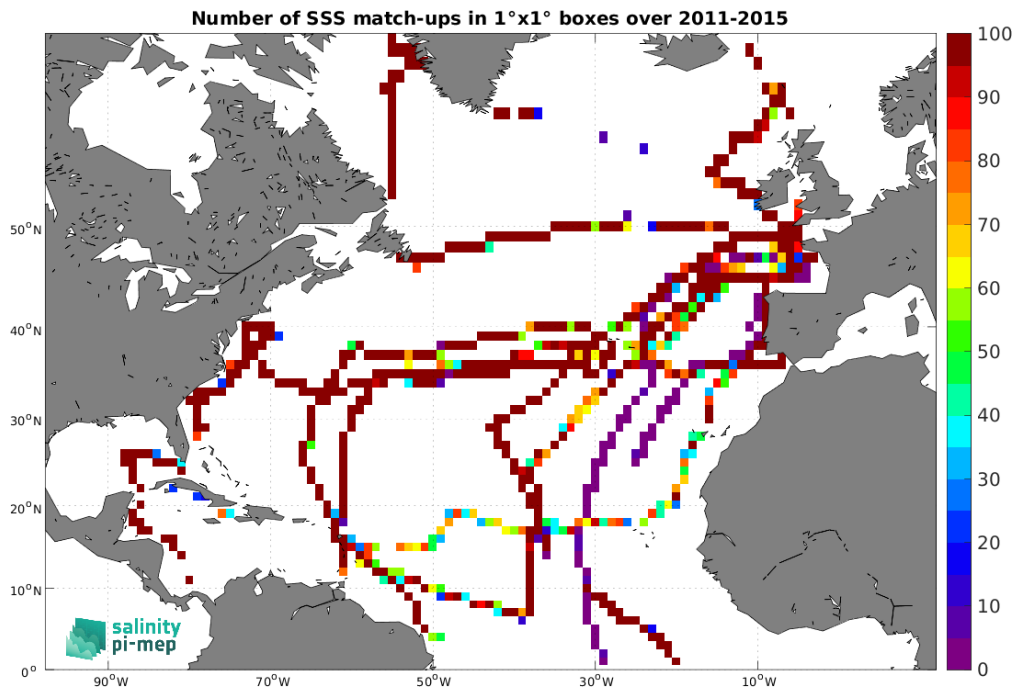 Number of SSS match-ups in 1°x1° boxes over 2011-2015
100
90
80
50°N
70
60
40°N
50
30°N
40
30
20°N
20
10°N
10
salinity
pi-mep
0°
0
90°W 70°W 50°W 30°W 10°W